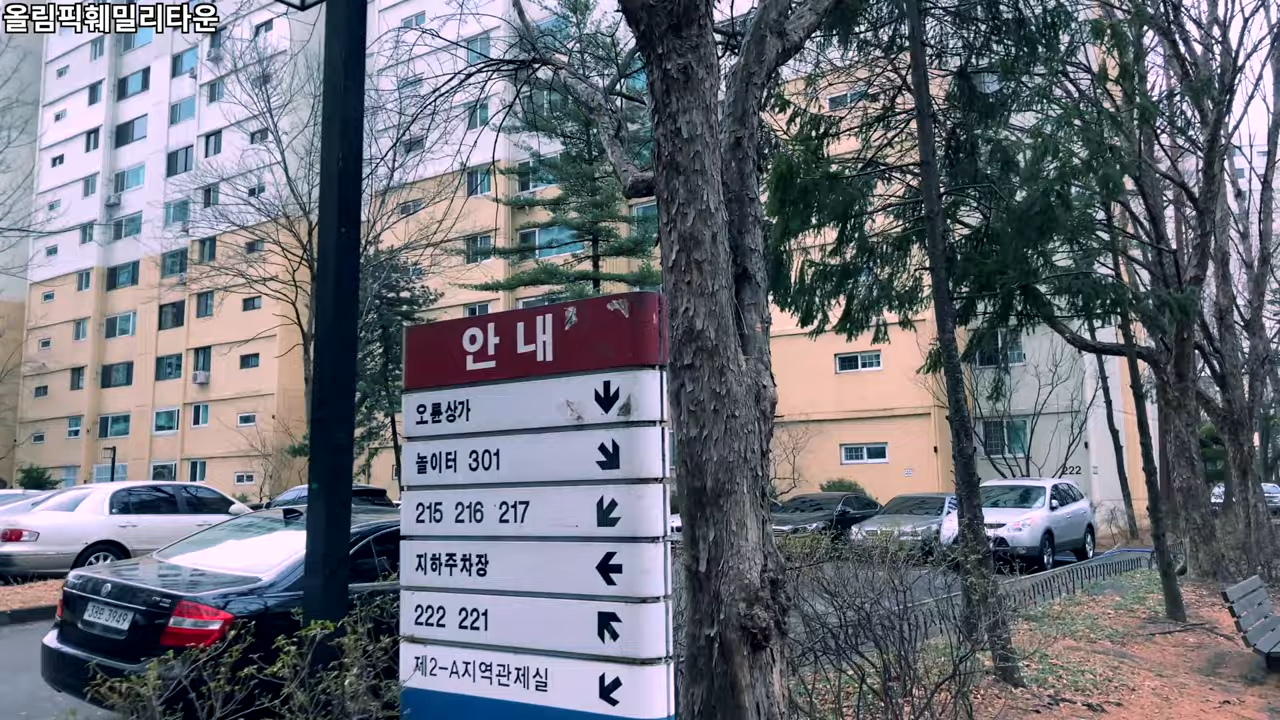 올림픽훼밀리타운
안내
오륜상가
놀이터 301
215 216 217
지하주차장
222 221
제2-A지역관제실
222